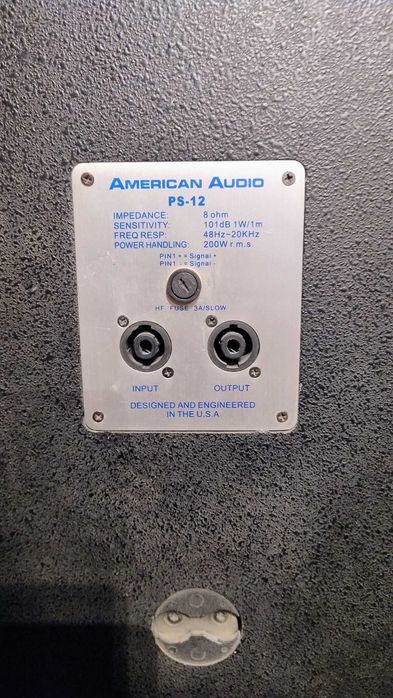 AMERICAN AUDIO
PS-12
IMPEDANCE: 8 ohm
SENSITIVITY: 101dB 1W/1m
FREQ RESP: 48Hz~20KHz
POWER HANDLING: 200W r.m.s.
PIN1 + = Signal +
PIN1 - = Signal -
HF FUSE 3A/SLOW
INPUT OUTPUT
DESIGNED AND ENGINEERED
IN THE U.S.A